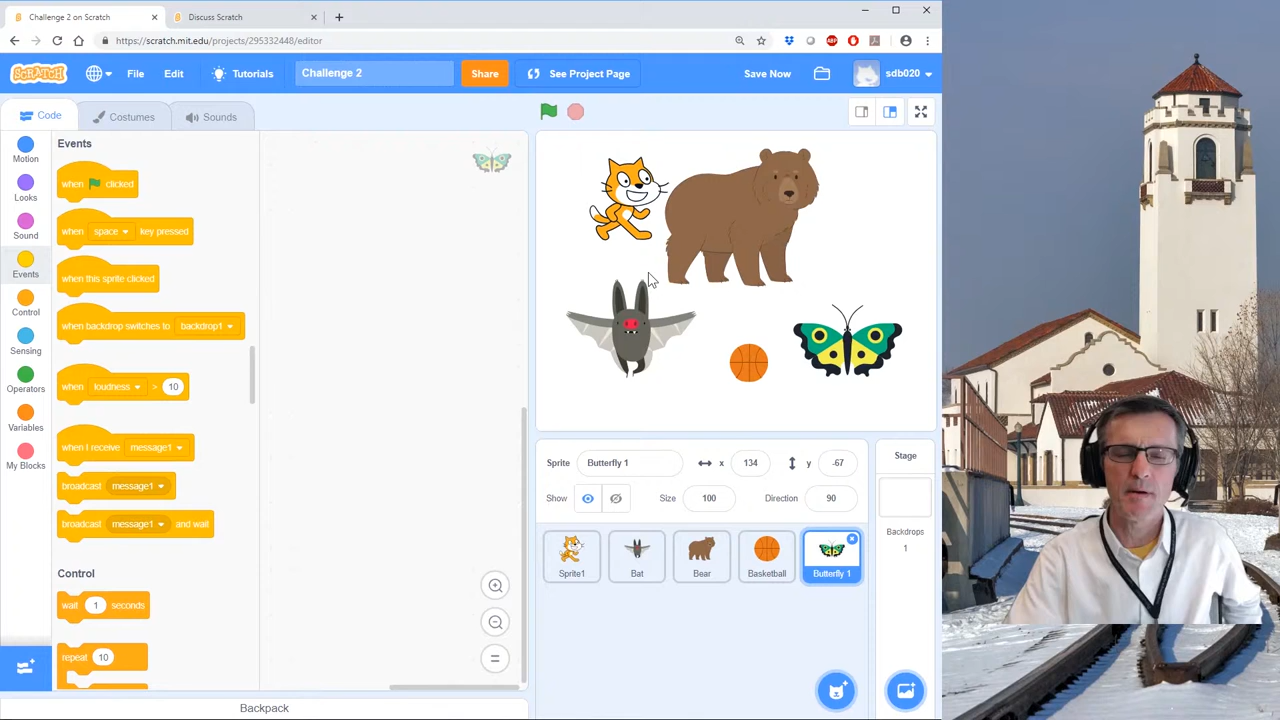 Challenge 2 on Scratch
Discuss Scratch
https://scratch.mit.edu/projects/295332448/editor
ABP
SCRATCH
File
Edit
Tutorials
Challenge 2
Share
See Project Page
Save Now
sdb020
Code
Costumes
Sounds
Motion
Looks
Sound
Events
Control
Sensing
Operators
Variables
My Blocks
Events
when clicked
when space key pressed
when this sprite clicked
when backdrop switches to backdrop1
when loudness > 10
when I receive message1
broadcast message1
broadcast message1 and wait
Control
wait 1 seconds
repeat 10
Backpack
Sprite Butterfly 1 x 134 y -67
Show Size 100 Direction 90
Sprite1
Bat
Bear
Basketball
Butterfly 1
Stage
Backdrops
1